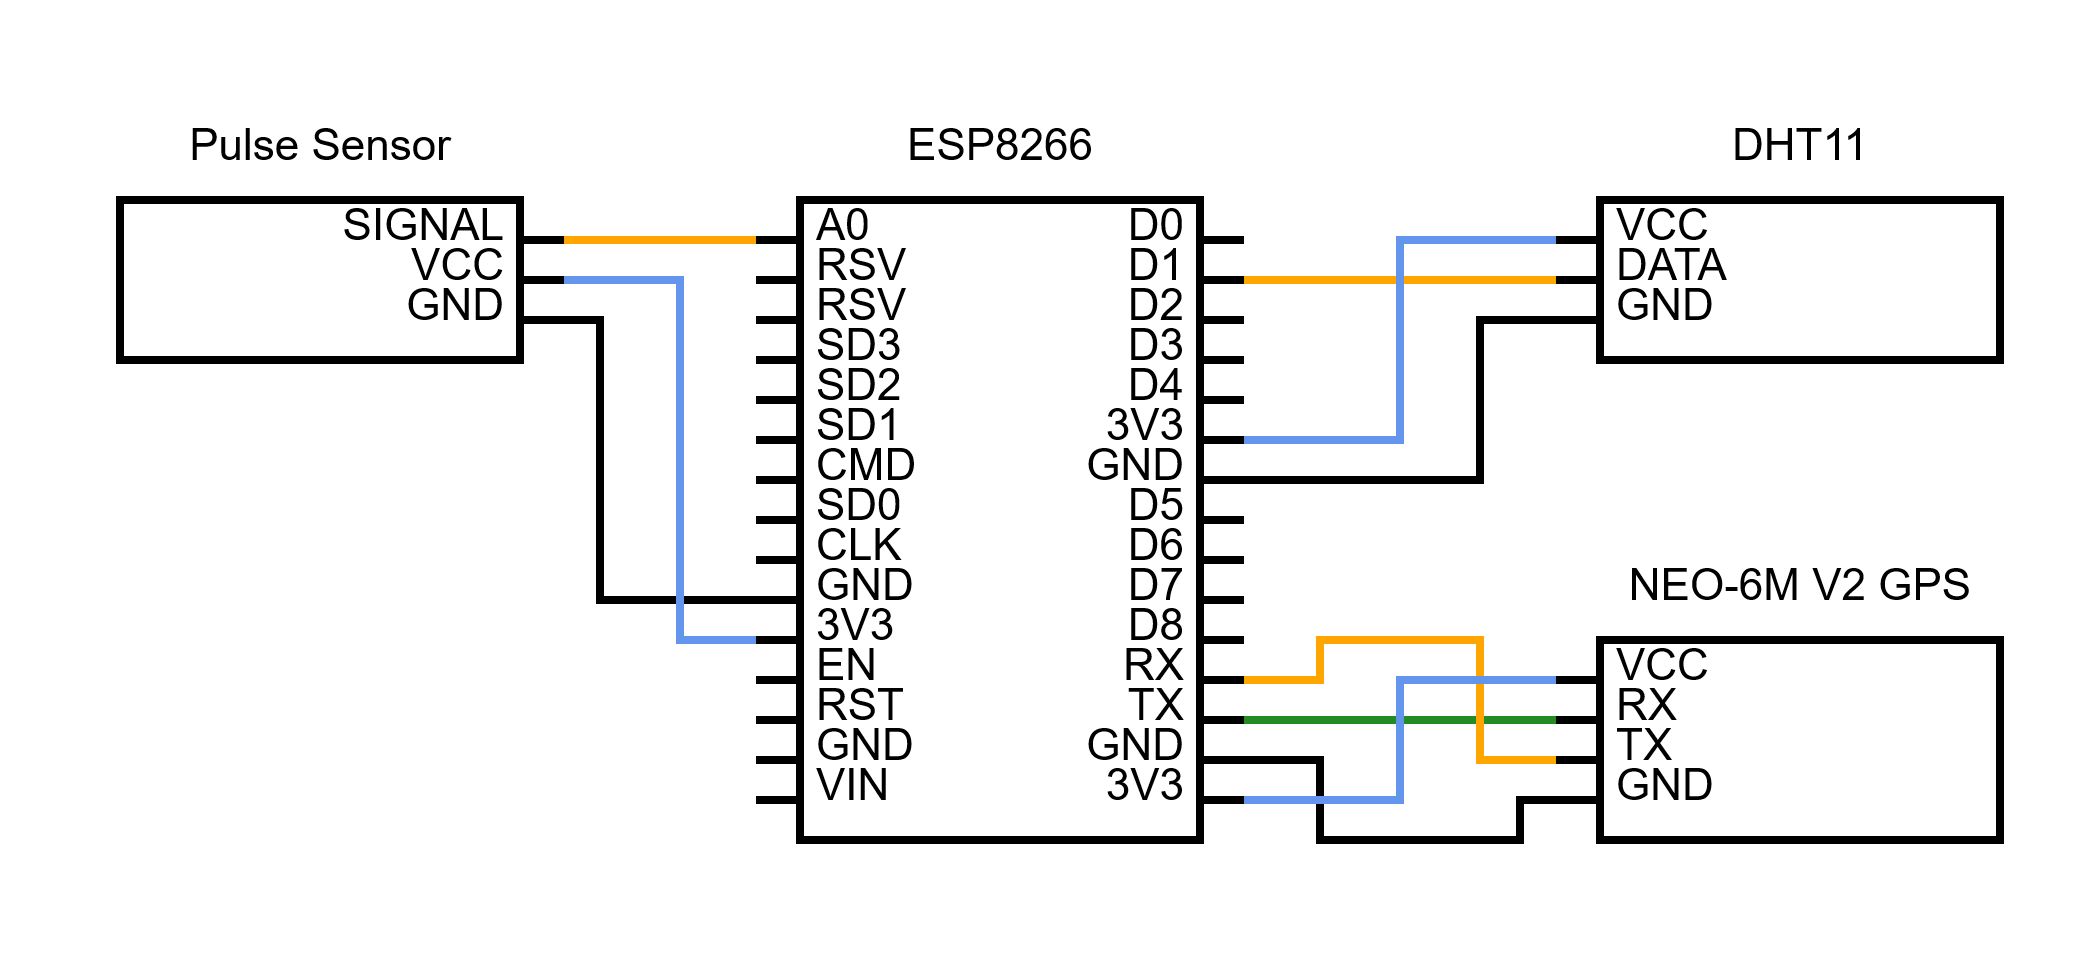 Pulse Sensor
SIGNAL
VCC
GND
ESP8266
A0
RSV
RSV
SD3
SD2
SD1
CMD
SD0
CLK
GND
3V3
EN
RST
GND
VIN
D0
D1
D2
D3
D4
3V3
GND
D5
D6
D7
D8
RX
TX
GND
3V3
DHT11
VCC
DATA
GND
NEO-6M V2 GPS
VCC
RX
TX
GND